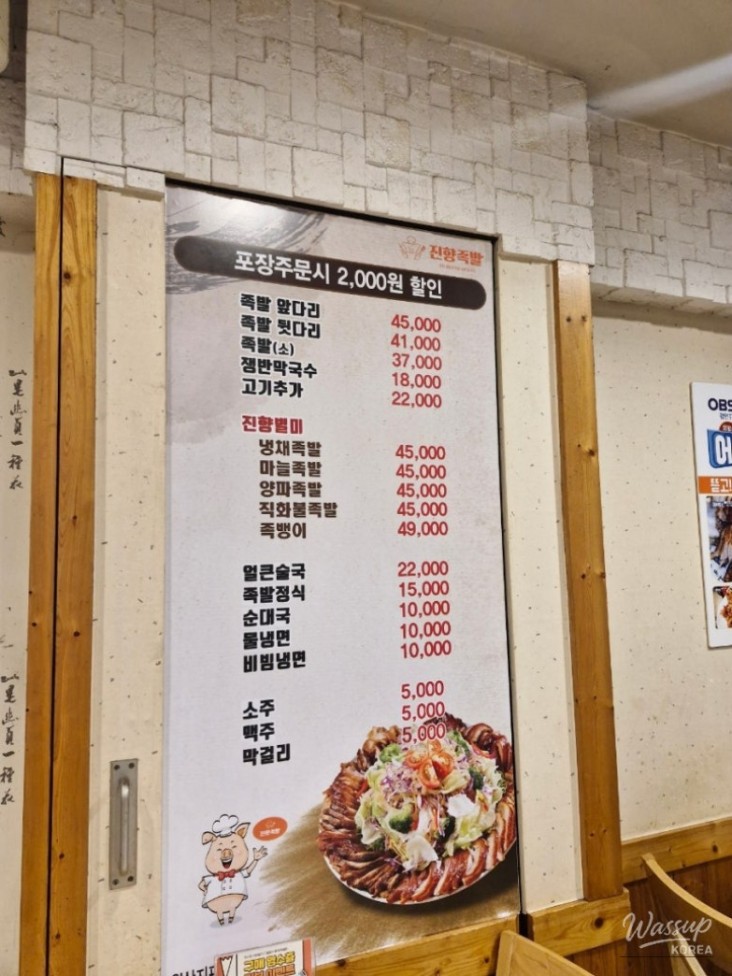 진향족발
포장주문시 2,000원 할인
족발 앞다리 45,000
족발 뒷다리 41,000
족발(소) 37,000
쟁반막국수 18,000
고기추가 22,000
진향별미
냉채족발 45,000
마늘족발 45,000
양파족발 45,000
직화불족발 45,000
족뱅이 49,000
얼큰술국 22,000
족발정식 15,000
순대국 10,000
물냉면 10,000
비빔냉면 10,000
소주 5,000
맥주 5,000
막걸리 5,000
진향족발
OBS
Wassup
KOREA